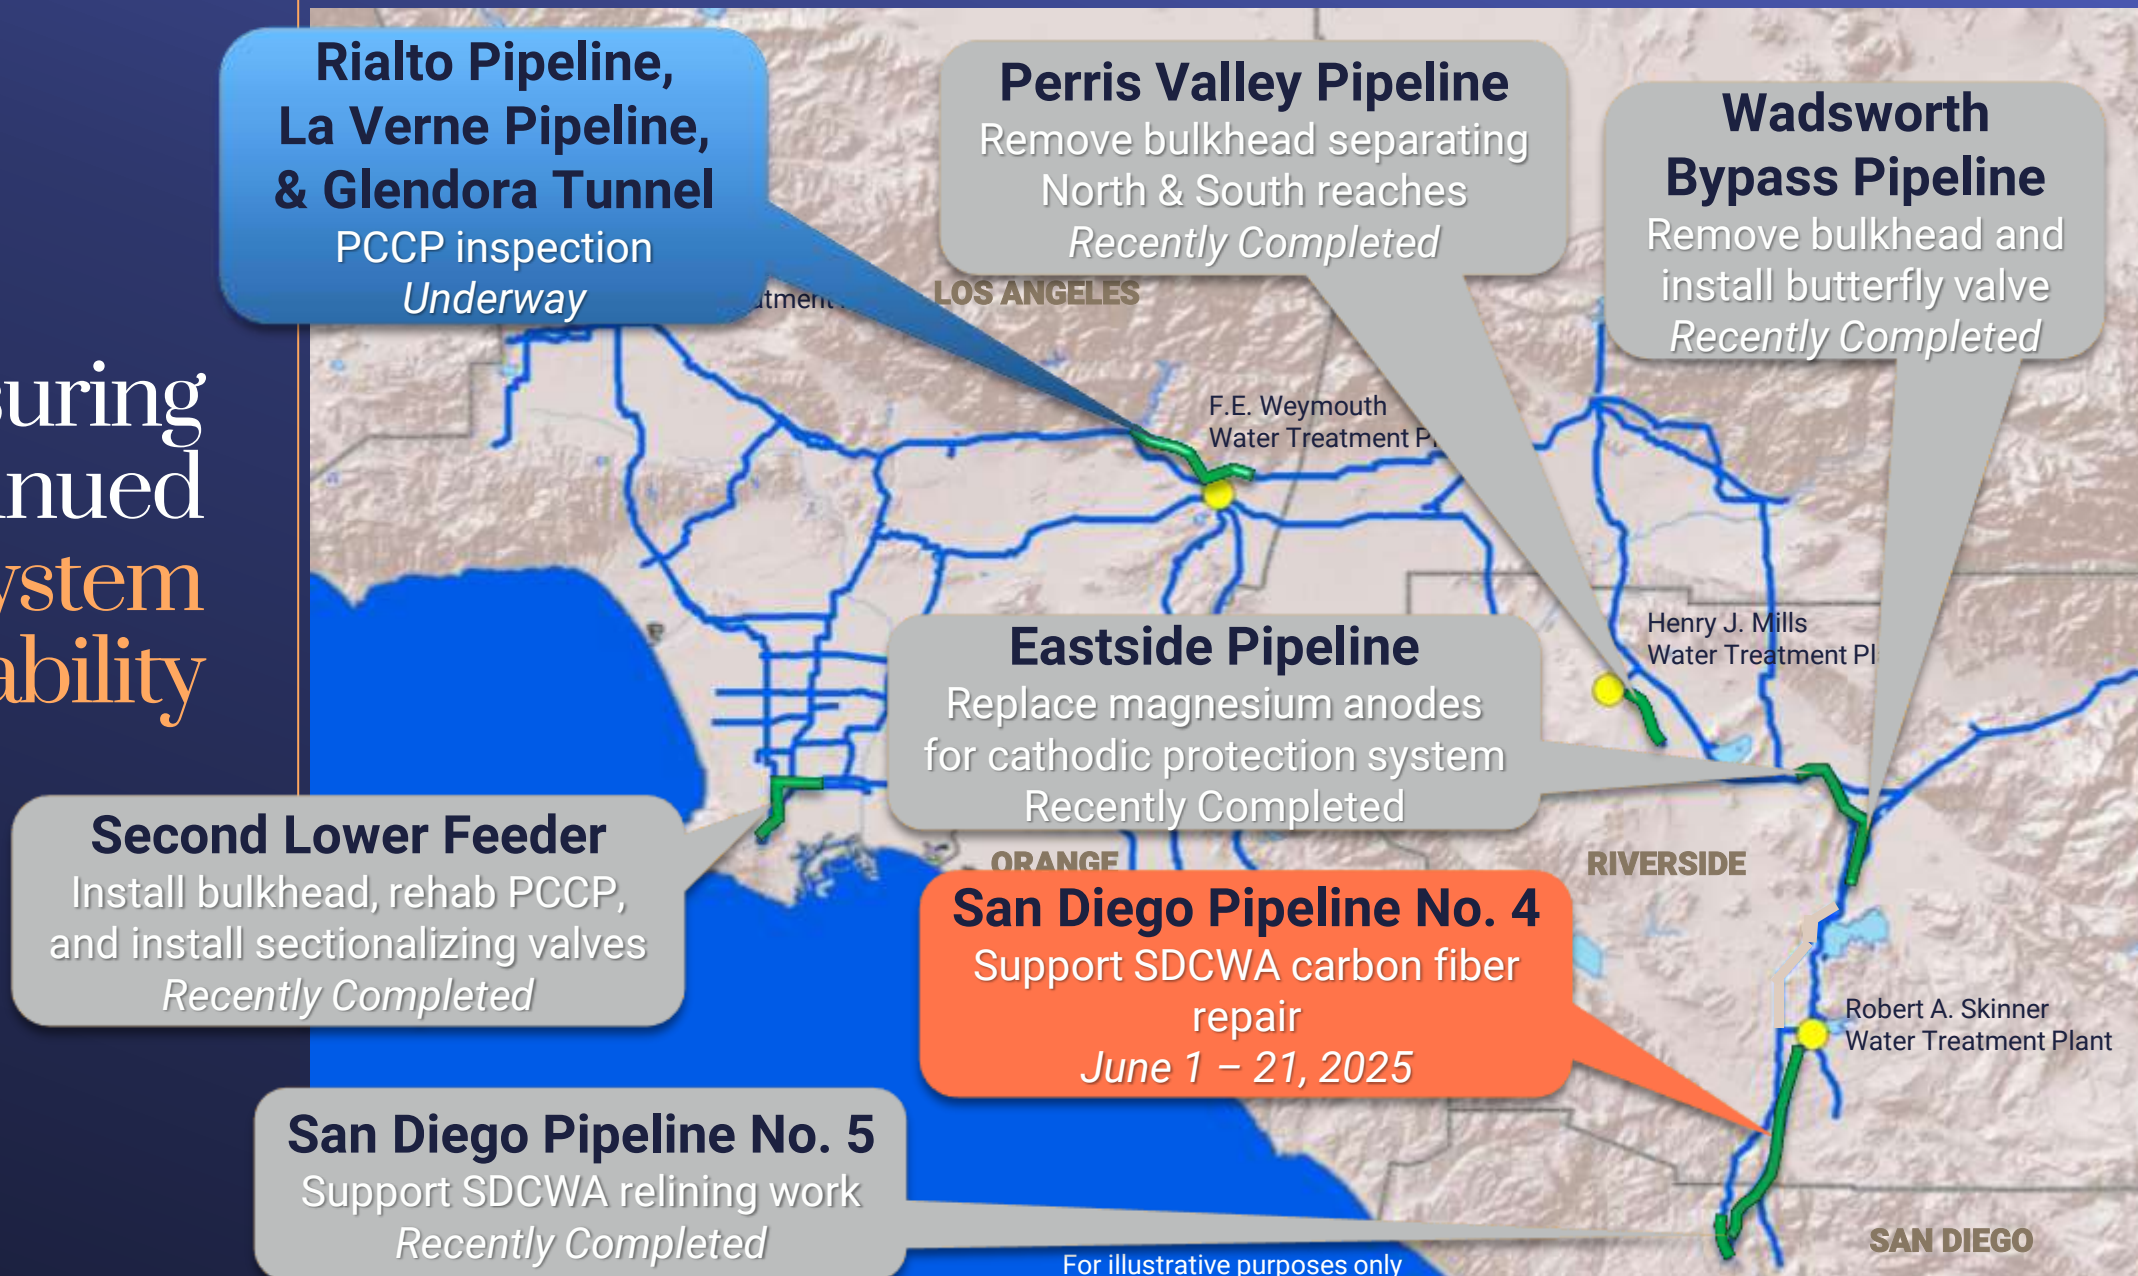 suring
nued
ystem
ability
Rialto Pipeline,
La Verne Pipeline,
& Glendora Tunnel
PCCP inspection
Underway
Perris Valley Pipeline
Remove bulkhead separating
North & South reaches
Recently Completed
Wadsworth
Bypass Pipeline
Remove bulkhead and
install butterfly valve
Recently Completed
atment
LOS ANGELES
F.E. Weymouth
Water Treatment P
Henry J. Mills
Water Treatment Pl
Eastside Pipeline
Replace magnesium anodes
for cathodic protection system
Recently Completed
Second Lower Feeder
Install bulkhead, rehab PCCP,
and install sectionalizing valves
Recently Completed
ORANGE
RIVERSIDE
San Diego Pipeline No. 4
Support SDCWA carbon fiber
repair
June 1 – 21, 2025
Robert A. Skinner
Water Treatment Plant
San Diego Pipeline No. 5
Support SDCWA relining work
Recently Completed
SAN DIEGO
For illustrative purposes only